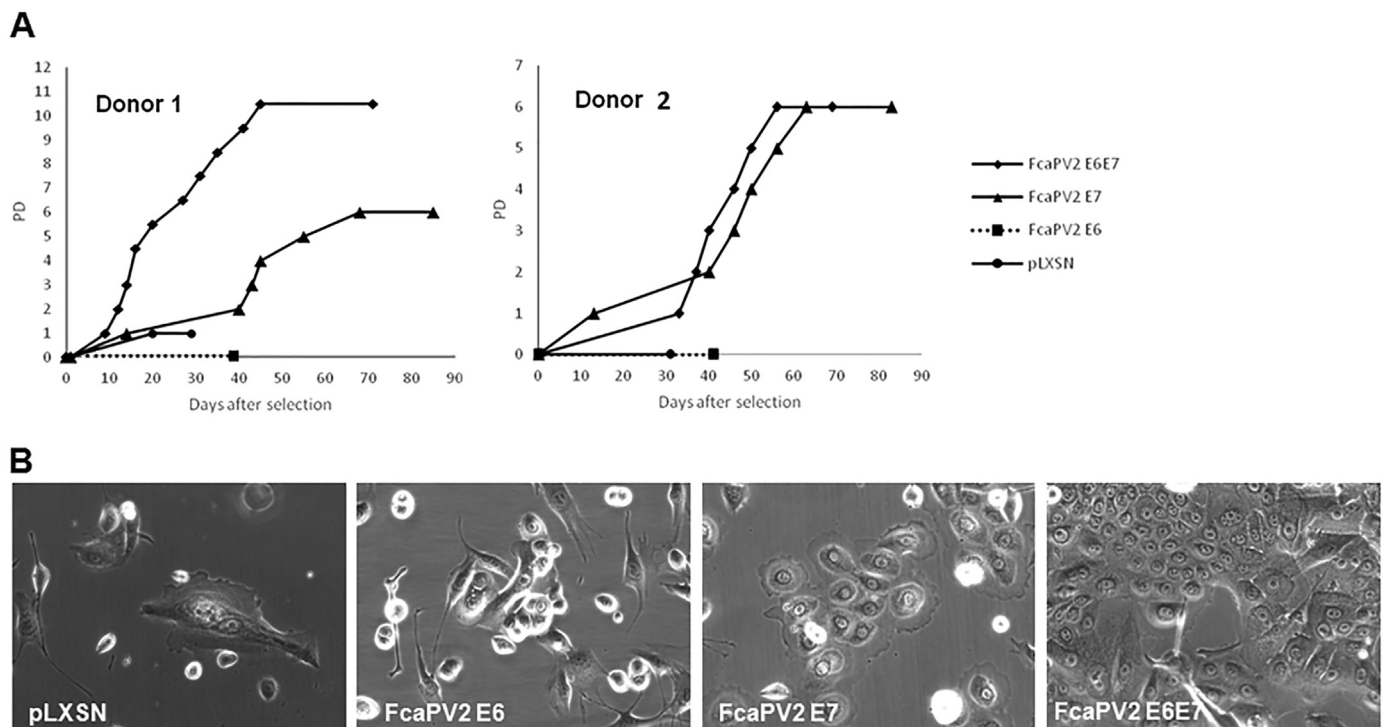 A
Donor 1
PD
12
11
10
9
8
7
6
5
4
3
2
1
0
0 10 20 30 40 50 60 70 80 90
Days after selection
Donor 2
PD
7
6
5
4
3
2
1
0
0 10 20 30 40 50 60 70 80 90
Days after selection
FcaPV2 E6E7
FcaPV2 E7
FcaPV2 E6
pLXSN
B
pLXSN
FcaPV2 E6
FcaPV2 E7
FcaPV2 E6E7